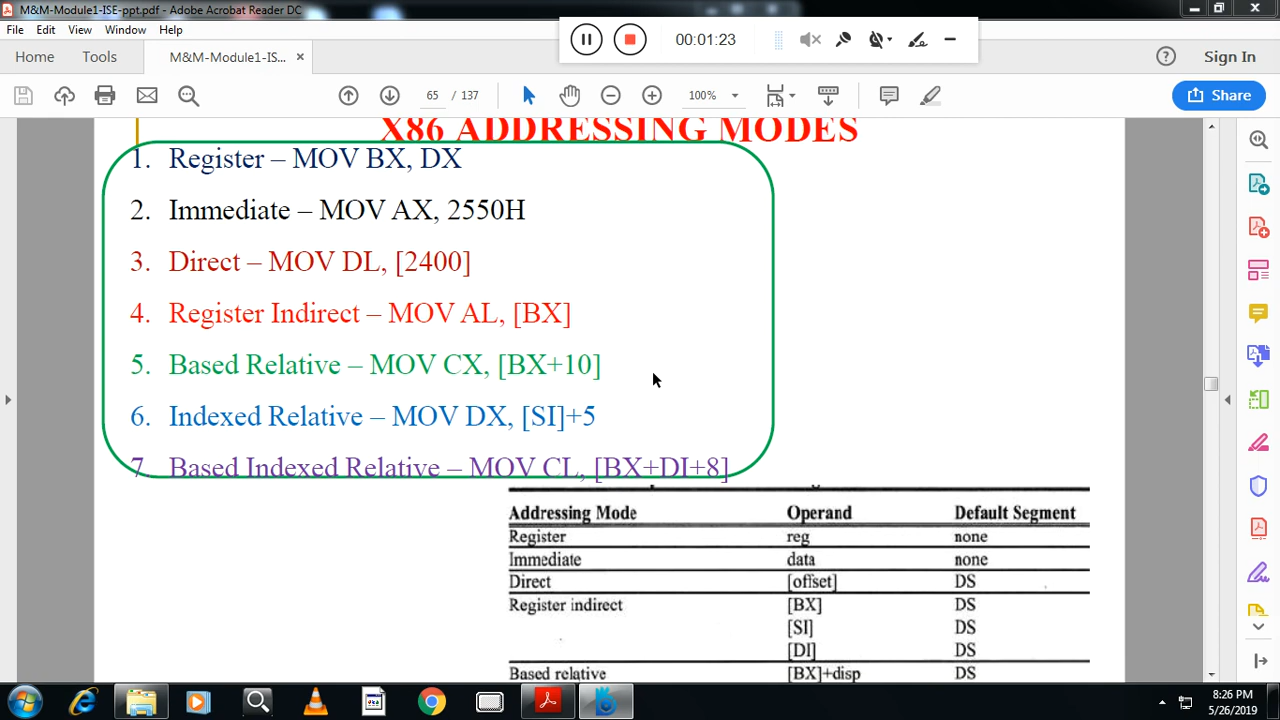 M&M-Module1-ISE-ppt.pdf - Adobe Acrobat Reader DC
File Edit View Window Help
00:01:23
Home Tools M&M-Module1-IS... × Sign In
65 / 137 100% Share
X86 ADDRESSING MODES
1. Register – MOV BX, DX
2. Immediate – MOV AX, 2550H
3. Direct – MOV DL, [2400]
4. Register Indirect – MOV AL, [BX]
5. Based Relative – MOV CX, [BX+10]
6. Indexed Relative – MOV DX, [SI]+5
7. Based Indexed Relative – MOV CL, [BX+DI+8]
Addressing Mode Operand Default Segment
Register reg none
Immediate data none
Direct [offset] DS
Register indirect [BX] DS
[SI] DS
[DI] DS
Based relative [BX]+disp DS
8:26 PM
5/26/2019